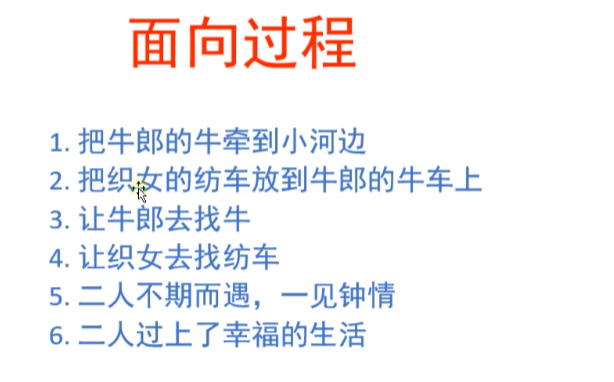 面向过程
1. 把牛郎的牛牵到小河边
2. 把织女的纺车放到牛郎的牛车上
3. 让牛郎去找牛
4. 让织女去找纺车
5. 二人不期而遇，一见钟情
6. 二人过上了幸福的生活